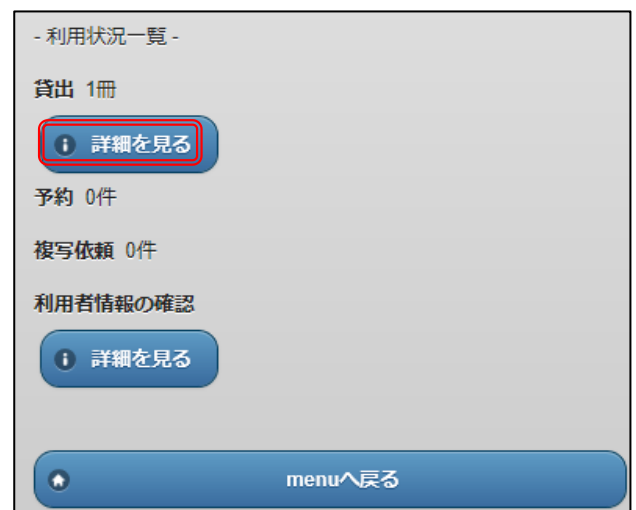 - 利用状況一覧 -
貸出 1冊
詳細を見る
予約 0件
複写依頼 0件
利用者情報の確認
詳細を見る
menuへ戻る